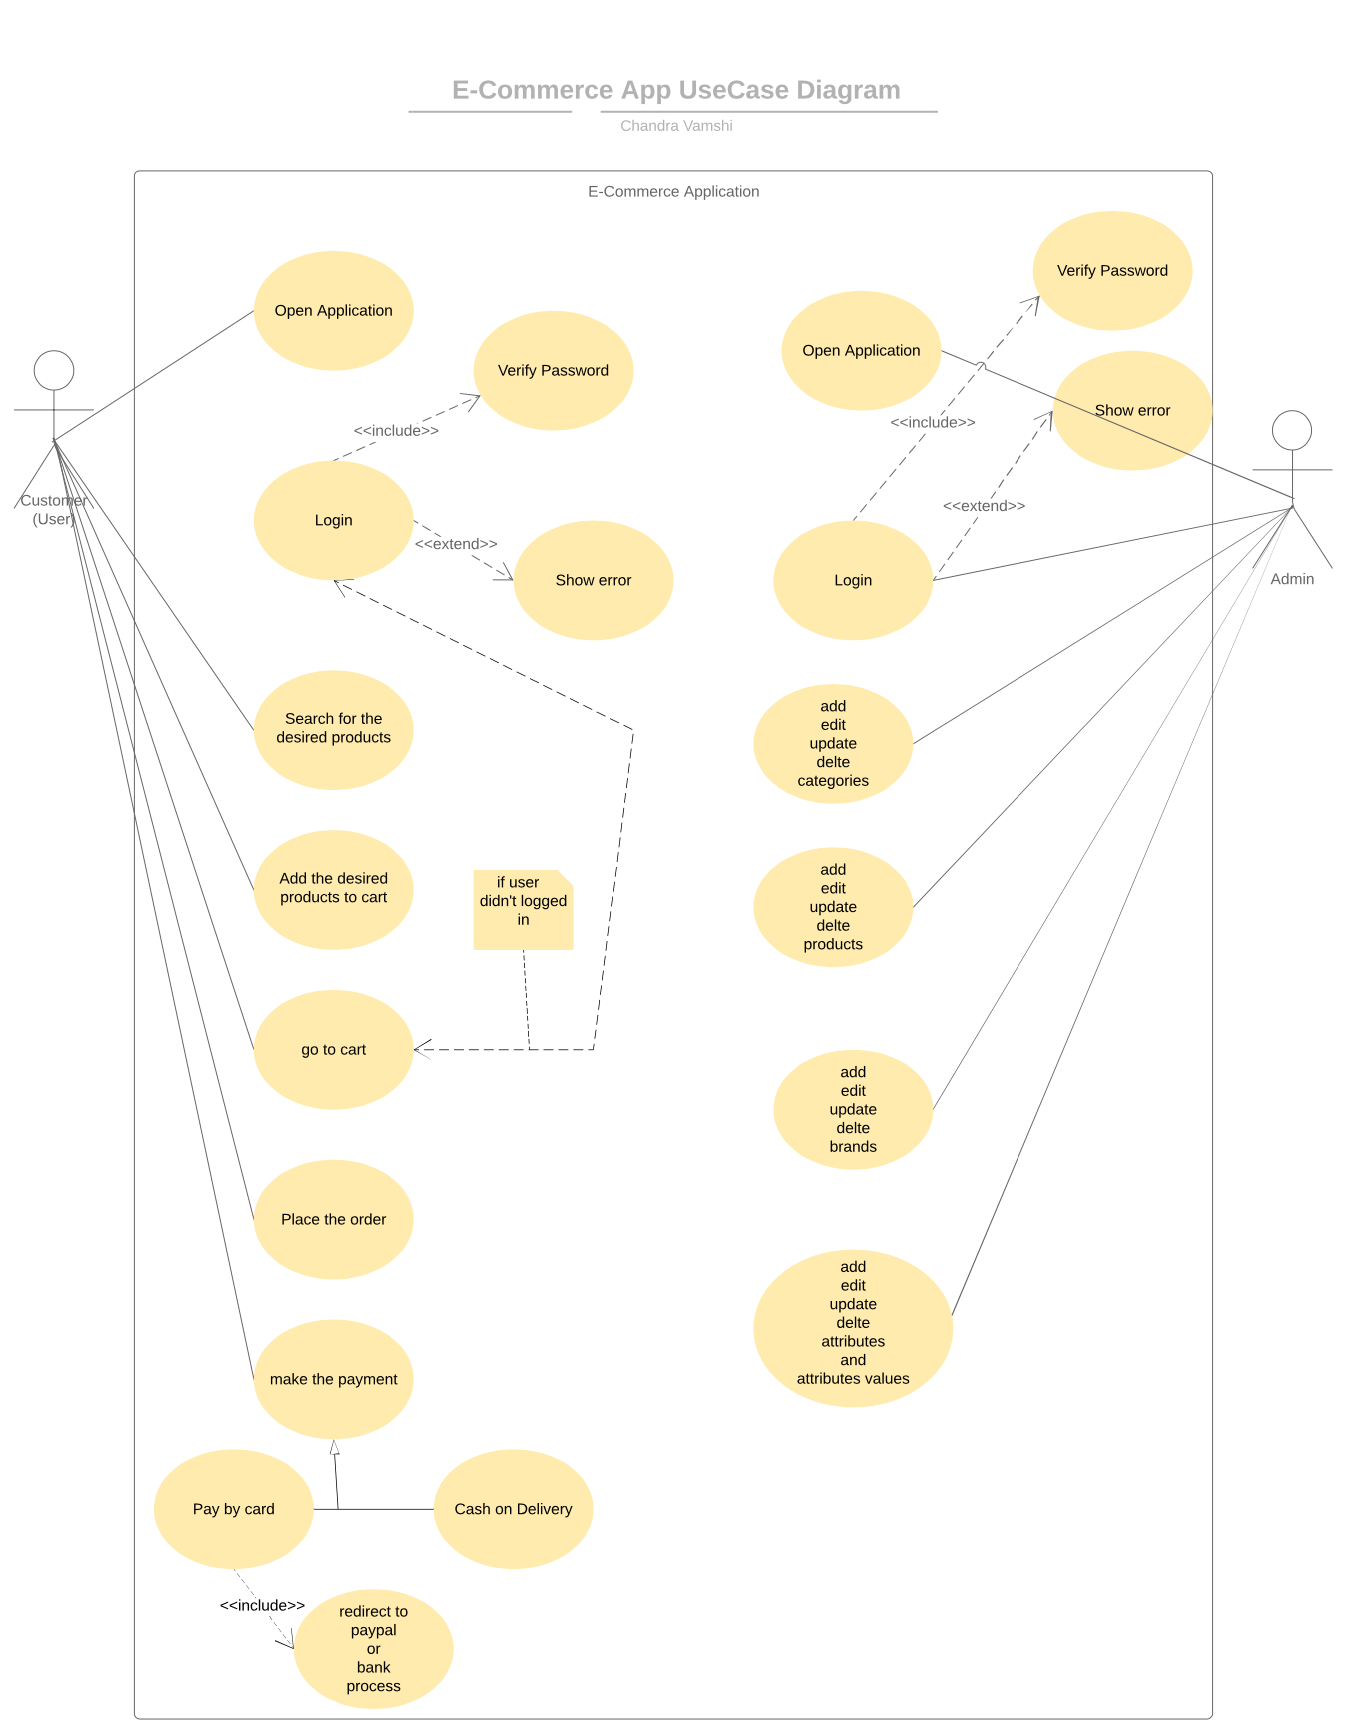 E-Commerce App UseCase Diagram
Chandra Vamshi
E-Commerce Application
Open Application
Verify Password
<<include>>
Login
<<extend>>
Show error
Customer
(User)
Search for the
desired products
Add the desired
products to cart
if user
didn't logged
in
go to cart
Place the order
make the payment
Pay by card
Cash on Delivery
<<include>>
redirect to
paypal
or
bank
process
Verify Password
Open Application
Show error
<<include>>
<<extend>>
Login
Admin
add
edit
update
delte
categories
add
edit
update
delte
products
add
edit
update
delte
brands
add
edit
update
delte
attributes
and
attributes values